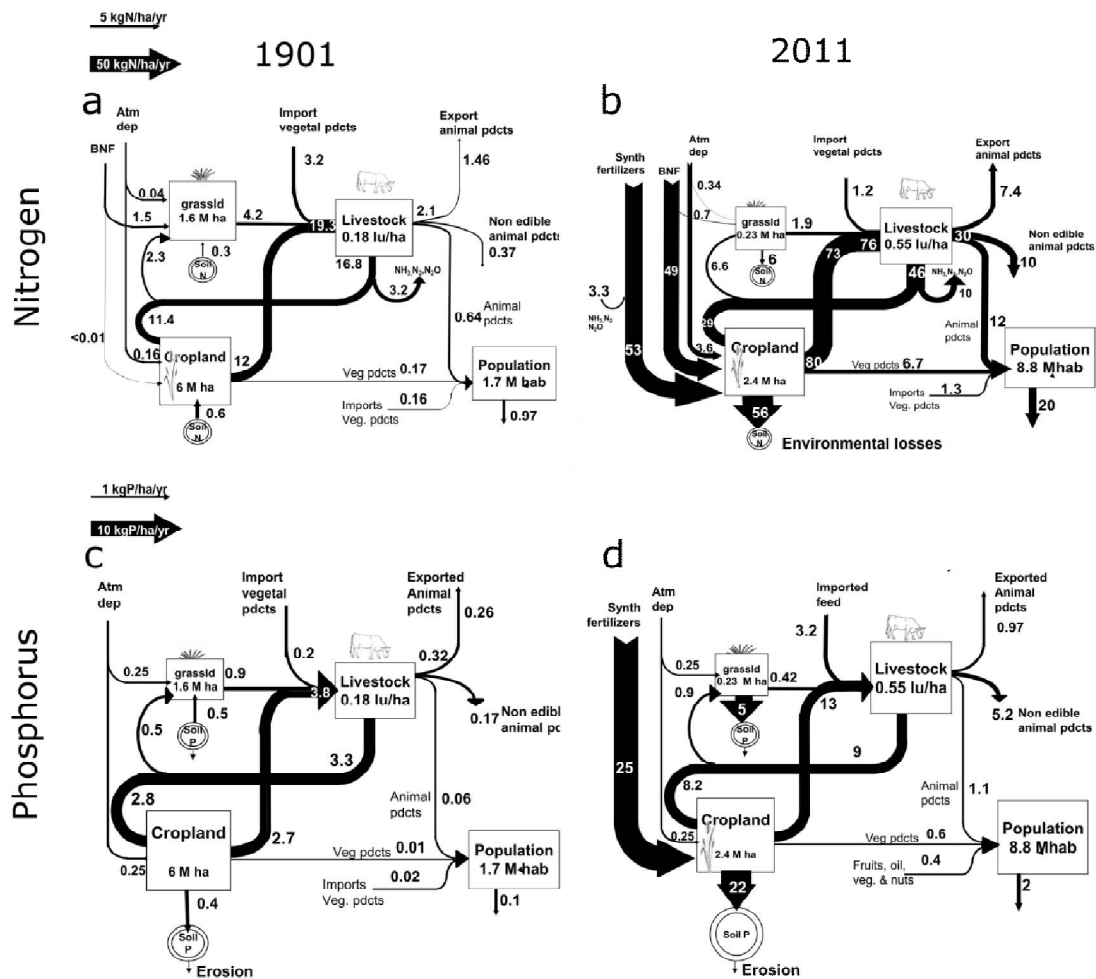 5 kgN/ha/yr
50 kgN/ha/yr
1901
2011
Nitrogen
a
Atm
dep
BNF
Import
vegetal pdcts
Export
animal pdcts
3.2
1.46
0.04
1.5
grassld
1.6 M ha
4.2
19.3
Livestock
0.18 lu/ha
2.1
Non edible
animal pdcts
0.37
2.3
0.3
Soil
N
16.8
NH3,N2,N2O
3.2
11.4
0.64
Animal
pdcts
<0.01
0.16
Cropland
6 M ha
12
Veg pdcts 0.17
0.16
Imports
Veg. pdcts
Population
1.7 M hab
0.97
0.6
Soil
N
b
Synth
fertilizers
BNF
Atm
dep
Import
vegetal pdcts
Export
animal pdcts
0.34
0.7
1.2
7.4
grassld
0.23 M ha
1.9
76
73
Livestock
0.55 lu/ha
30
Non edible
animal pdcts
10
6
Soil
N
6.6
49
46
NH3,N2,N2O
10
3.3
NH3,N2
N2O
53
29
3.6
Cropland
2.4 M ha
80
Animal
pdcts
12
Veg pdcts 6.7
1.3
Imports
Veg. pdcts
Population
8.8 Mhab
20
56
Soil
N
Environmental losses
Phosphorus
1 kgP/ha/yr
10 kgP/ha/yr
c
Atm
dep
Import
vegetal
pdcts
Exported
Animal
pdcts
0.26
0.2
0.25
grassld
1.6 M ha
0.9
3.8
Livestock
0.18 lu/ha
0.32
0.17
Non edible
animal pc
0.5
Soil
P
0.5
3.3
2.8
2.7
Animal
pdcts
0.06
Cropland
6 M ha
0.25
Veg pdcts 0.01
0.02
Imports
Veg. pdcts
Population
1.7 M hab
0.1
0.4
Soil
P
Erosion
d
Synth
fertilizers
Atm
dep
Imported
feed
Exported
Animal
pdcts
0.97
3.2
0.25
grassld
0.23 M ha
0.42
Livestock
0.55 lu/ha
0.9
5
Soil
P
13
5.2
Non edible
animal pdcts
25
9
8.2
0.25
Cropland
2.4 M ha
Animal
pdcts
1.1
Veg pdcts 0.6
0.4
Fruits, oil,
veg. & nuts
Population
8.8 Mhab
2
22
Soil P
Erosion